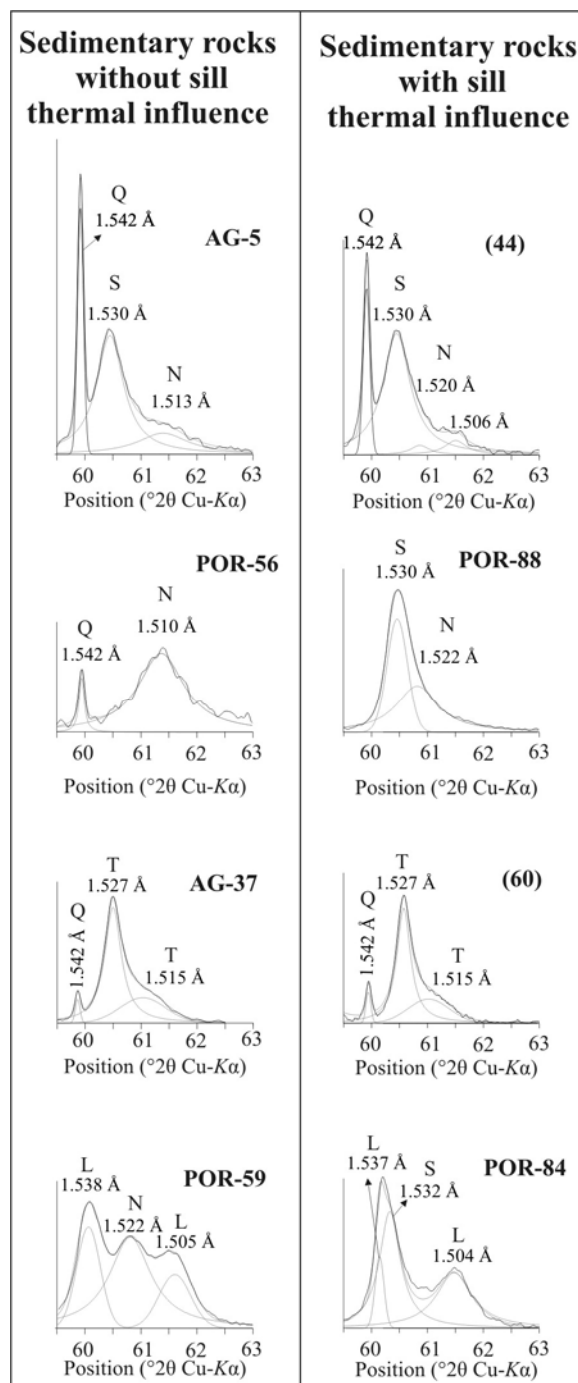 Sedimentary rocks
without sill
thermal influence
Q
1.542 Å
AG-5
S
1.530 Å
N
1.513 Å
60 61 62 63
Position (°2θ Cu-Kα)
POR-56
N
Q
1.510 Å
1.542 Å
60 61 62 63
Position (°2θ Cu-Kα)
T
AG-37
1.527 Å
1.542 Å Q
T
1.515 Å
60 61 62 63
Position (°2θ Cu-Kα)
L
POR-59
1.538 Å
N
1.522 Å
L
1.505 Å
60 61 62 63
Position (°2θ Cu-Kα)
Sedimentary rocks
with sill
thermal influence
Q
(44)
1.542 Å
S
1.530 Å
N
1.520 Å
1.506 Å
60 61 62 63
Position (°2θ Cu-Kα)
S
POR-88
1.530 Å
N
1.522 Å
60 61 62 63
Position (°2θ Cu-Kα)
T
(60)
1.527 Å
1.542 Å Q
T
1.515 Å
60 61 62 63
Position (°2θ Cu-Kα)
L
1.537 Å
S
POR-84
1.532 Å
L
1.504 Å
60 61 62 63
Position (°2θ Cu-Kα)